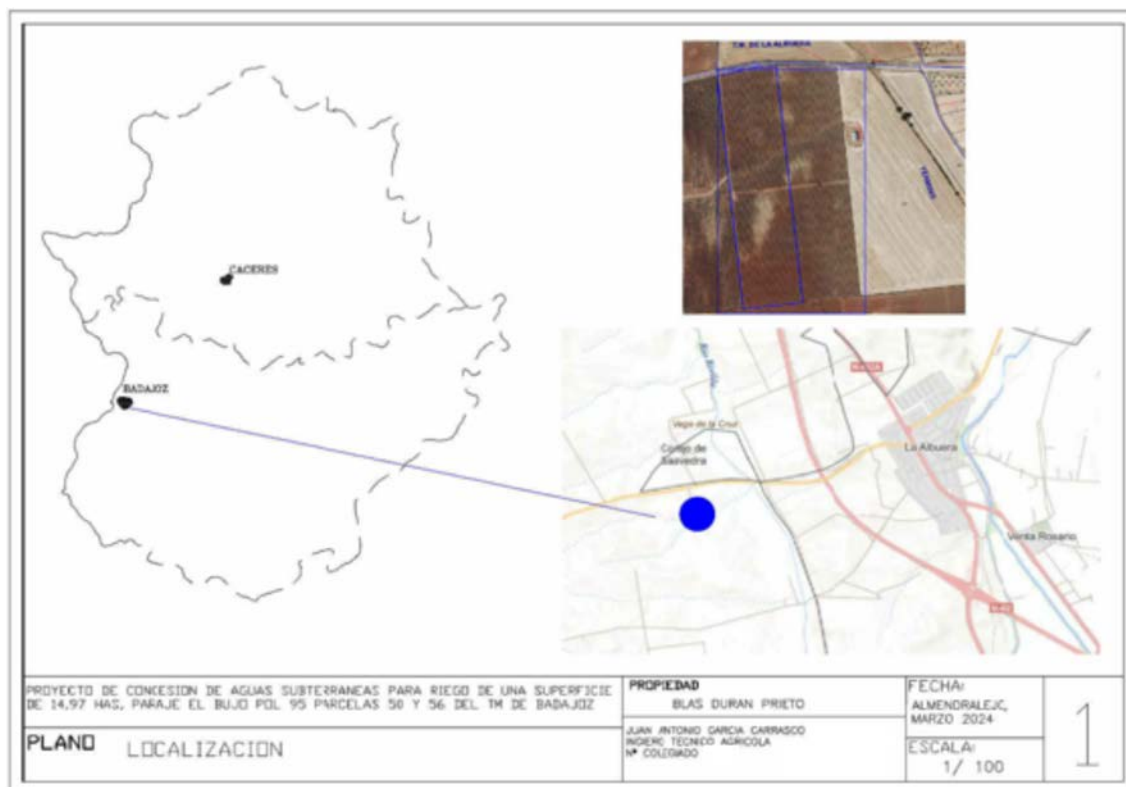 T.M. DE LA ALBUERA
CACERES
BADAJOZ
Vega de la Cruz
Cortijo de
Saavedra
La Albuera
Venta Rosario
PROYECTO DE CONCESION DE AGUAS SUBTERRANEAS PARA RIEGO DE UNA SUPERFICIE
DE 14,97 HAS, PARAJE EL BUJO POL 95 PARCELAS 50 Y 56 DEL TM DE BADAJOZ
PLANO LOCALIZACION
PROPIEDAD
BLAS DURAN PRIETO
JUAN ANTONIO GARCIA CARRASCO
INGIERO TECNICO AGRICOLA
Nº COLEGIADO
FECHA:
ALMENDRALEJO,
MARZO 2024
ESCALA:
1/ 100
1